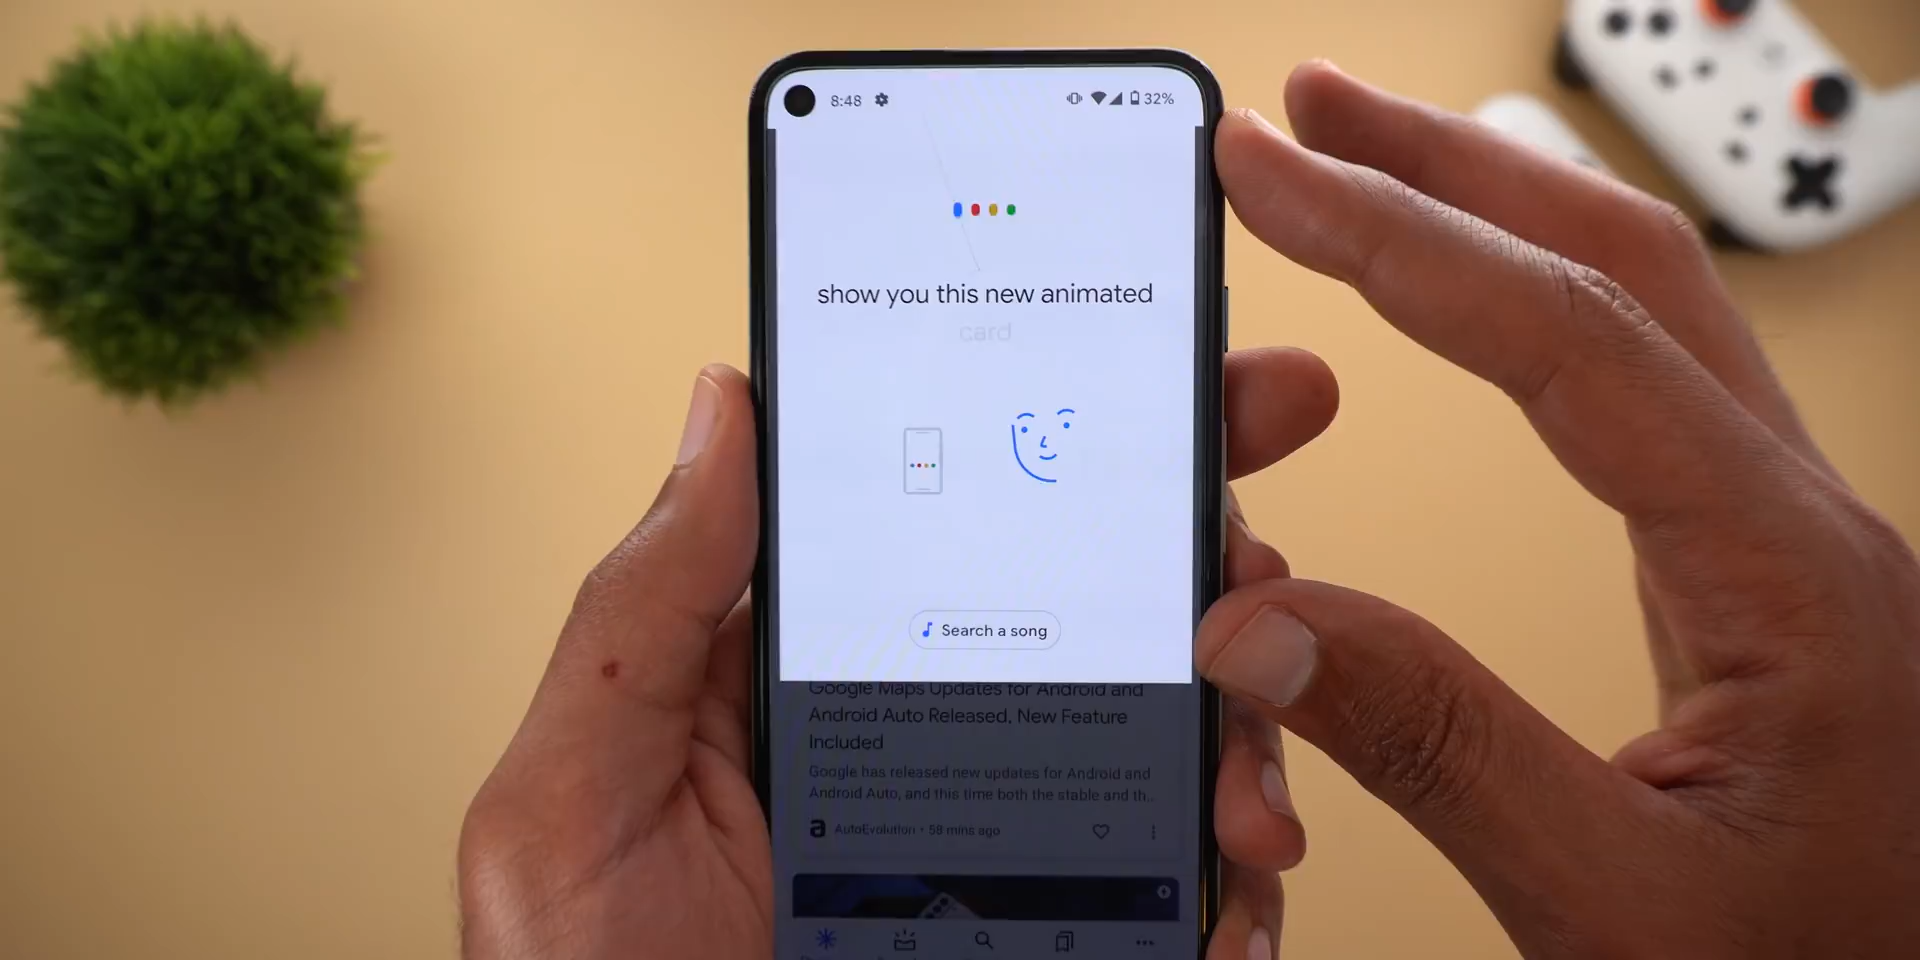 8:48 32%
show you this new animated
card
Search a song
Google Maps Updates for Android and
Android Auto Released, New Feature
Included
Google has released new updates for Android and
Android Auto, and this time both the stable and th...
a AutoEvolution • 58 mins ago